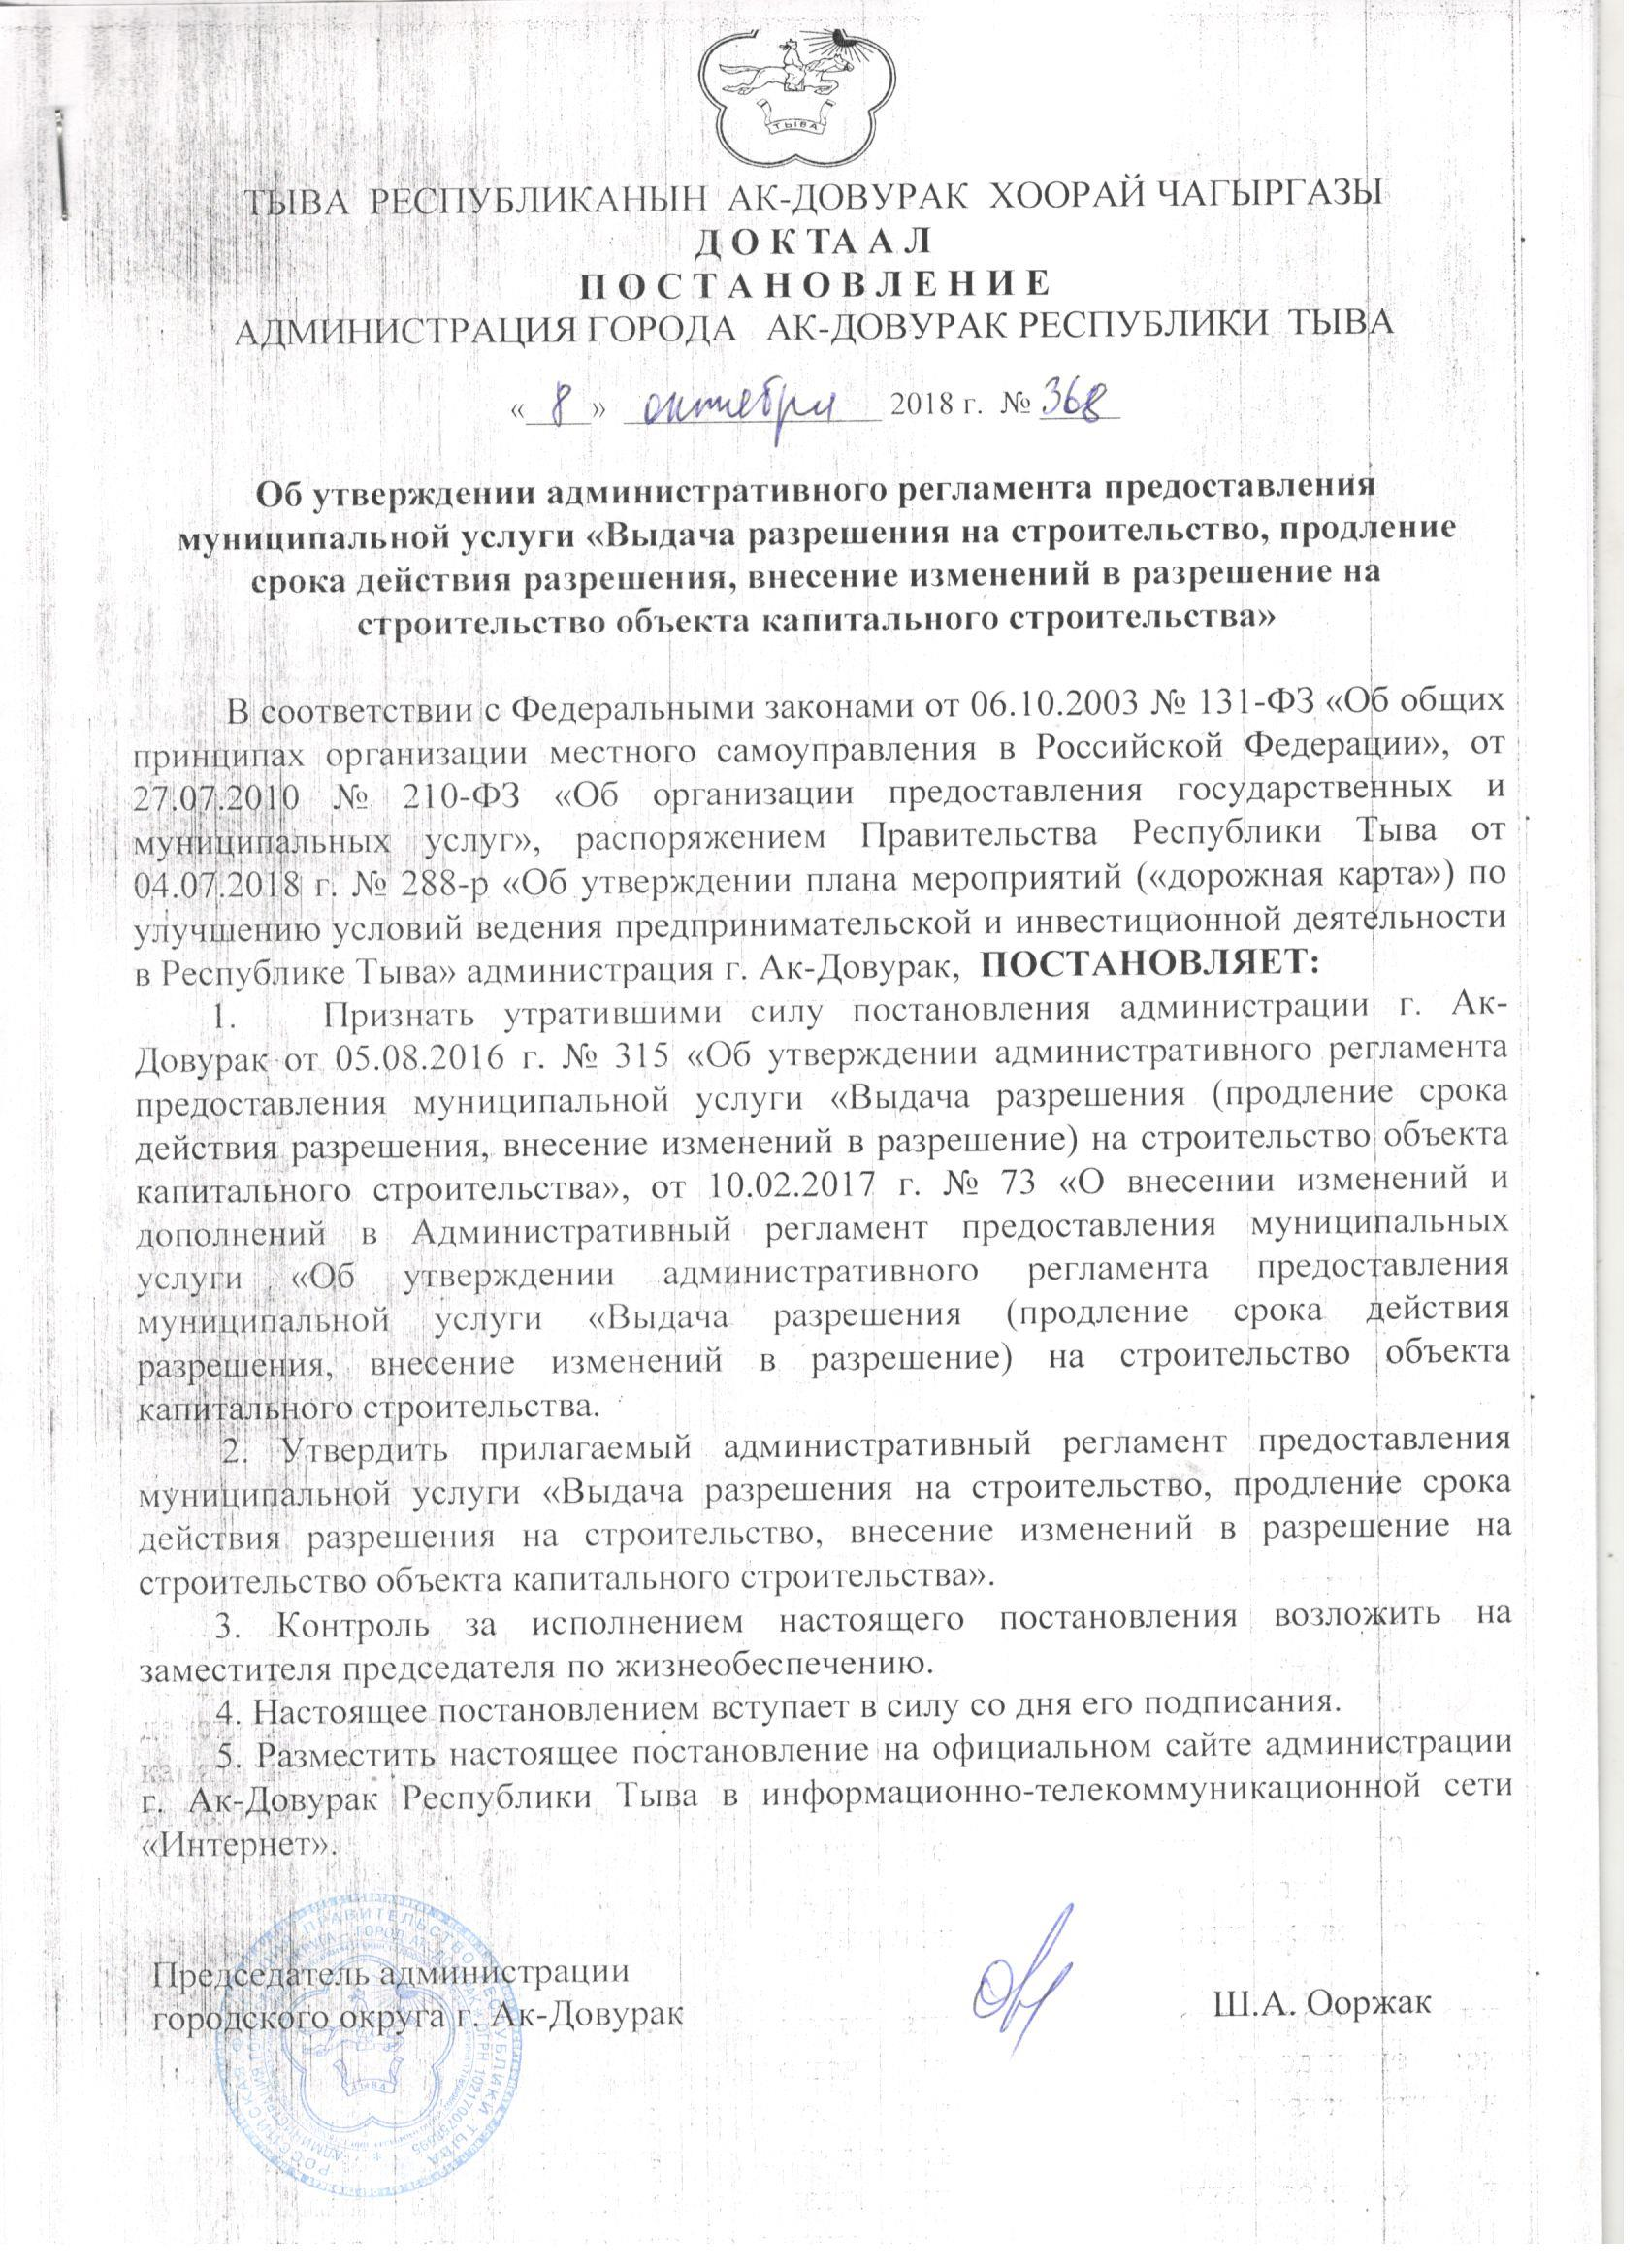 ТЫВА
ТЫВА РЕСПУБЛИКАНЫН АК-ДОВУРАК ХООРАЙ ЧАГЫРГАЗЫ
Д О К Т А А Л
П О С Т А Н О В Л Е Н И Е
АДМИНИСТРАЦИЯ ГОРОДА АК-ДОВУРАК РЕСПУБЛИКИ ТЫВА
« 8 » октября 2018 г. № 368
Об утверждении административного регламента предоставления
муниципальной услуги «Выдача разрешения на строительство, продление
срока действия разрешения, внесение изменений в разрешение на
строительство объекта капитального строительства»
В соответствии с Федеральными законами от 06.10.2003 № 131-ФЗ «Об общих
принципах организации местного самоуправления в Российской Федерации», от
27.07.2010 № 210-ФЗ «Об организации предоставления государственных и
муниципальных услуг», распоряжением Правительства Республики Тыва от
04.07.2018 г. № 288-р «Об утверждении плана мероприятий («дорожная карта») по
улучшению условий ведения предпринимательской и инвестиционной деятельности
в Республике Тыва» администрация г. Ак-Довурак, ПОСТАНОВЛЯЕТ:
1. Признать утратившими силу постановления администрации г. Ак-
Довурак от 05.08.2016 г. № 315 «Об утверждении административного регламента
предоставления муниципальной услуги «Выдача разрешения (продление срока
действия разрешения, внесение изменений в разрешение) на строительство объекта
капитального строительства», от 10.02.2017 г. № 73 «О внесении изменений и
дополнений в Административный регламент предоставления муниципальных
услуги «Об утверждении административного регламента предоставления
муниципальной услуги «Выдача разрешения (продление срока действия
разрешения, внесение изменений в разрешение) на строительство объекта
капитального строительства.
2. Утвердить прилагаемый административный регламент предоставления
муниципальной услуги «Выдача разрешения на строительство, продление срока
действия разрешения на строительство, внесение изменений в разрешение на
строительство объекта капитального строительства».
3. Контроль за исполнением настоящего постановления возложить на
заместителя председателя по жизнеобеспечению.
4. Настоящее постановлением вступает в силу со дня его подписания.
5. Разместить настоящее постановление на официальном сайте администрации
г. Ак-Довурак Республики Тыва в информационно-телекоммуникационной сети
«Интернет».
Председатель администрации
городского округа г. Ак-Довурак
Ш.А. Ооржак
ПРАВИТЕЛЬСТВО РЕСПУБЛИКИ ТЫВА
ТЫВА